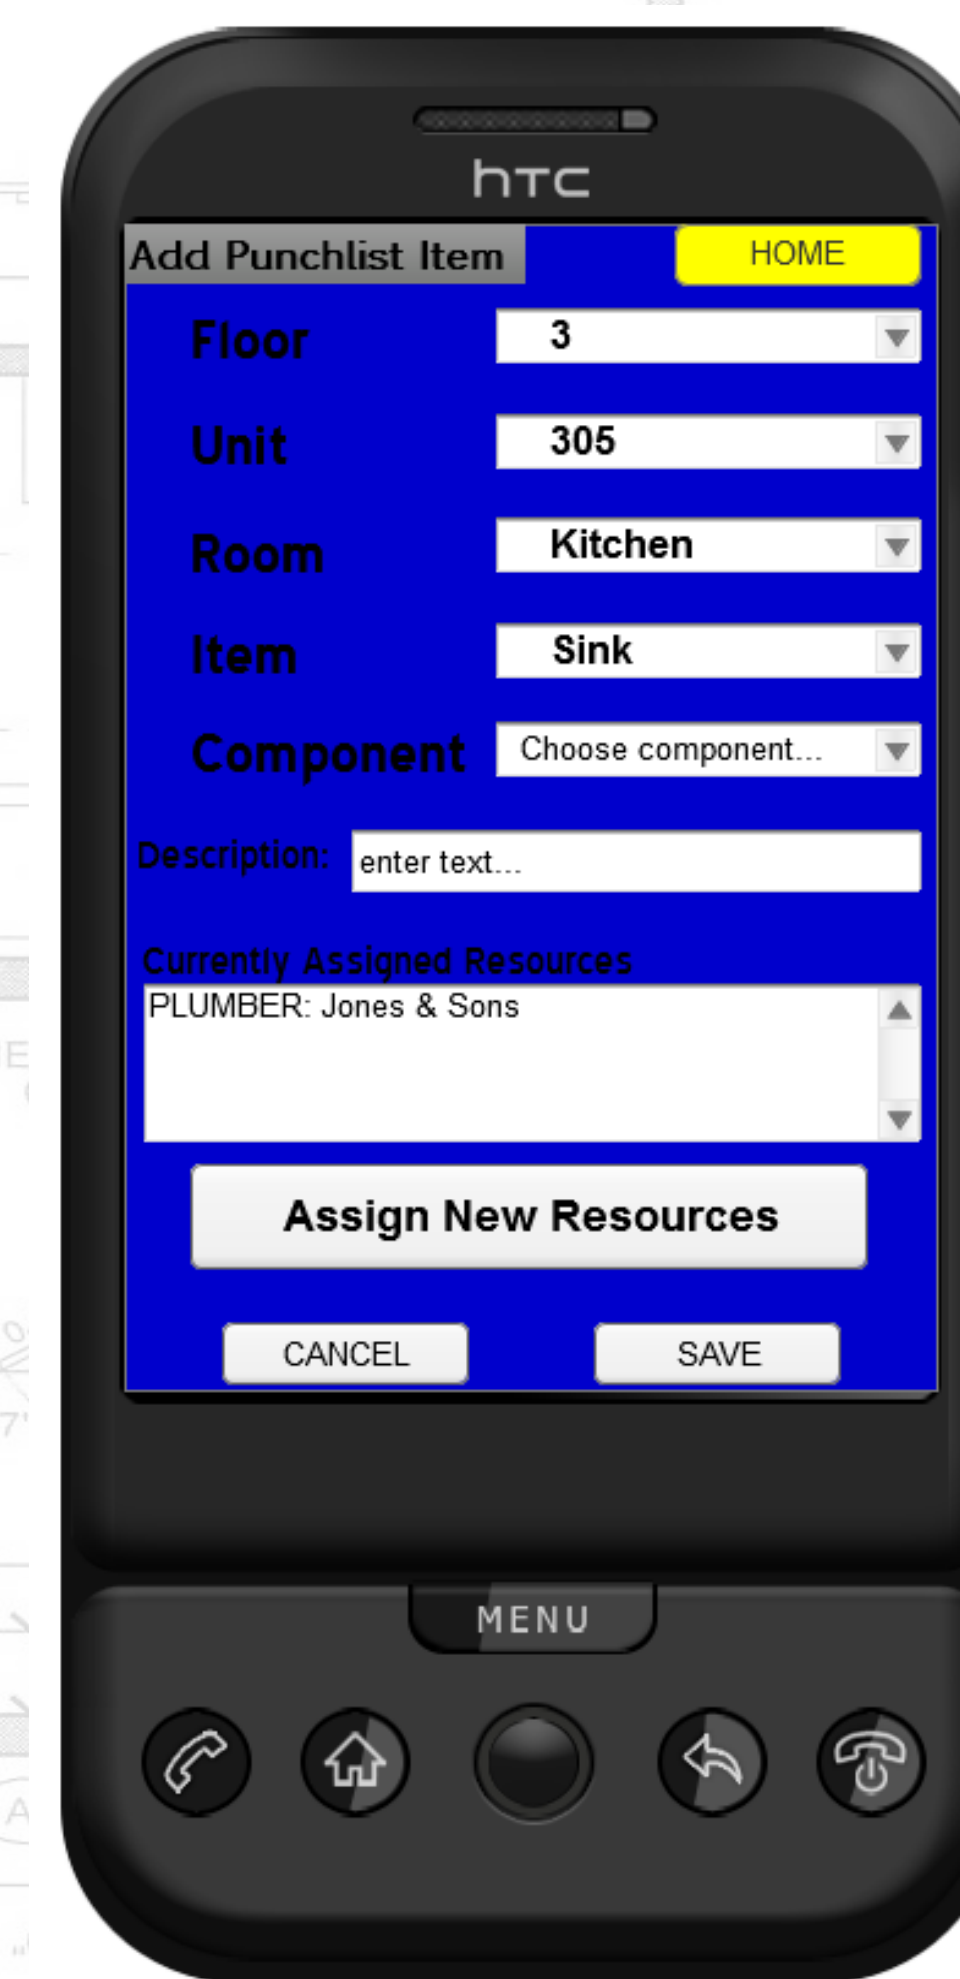 hTC
Add Punchlist Item HOME
Floor 3
Unit 305
Room Kitchen
Item Sink
Component Choose component...
Description: enter text...
Currently Assigned Resources
PLUMBER: Jones & Sons
Assign New Resources
CANCEL SAVE
MENU